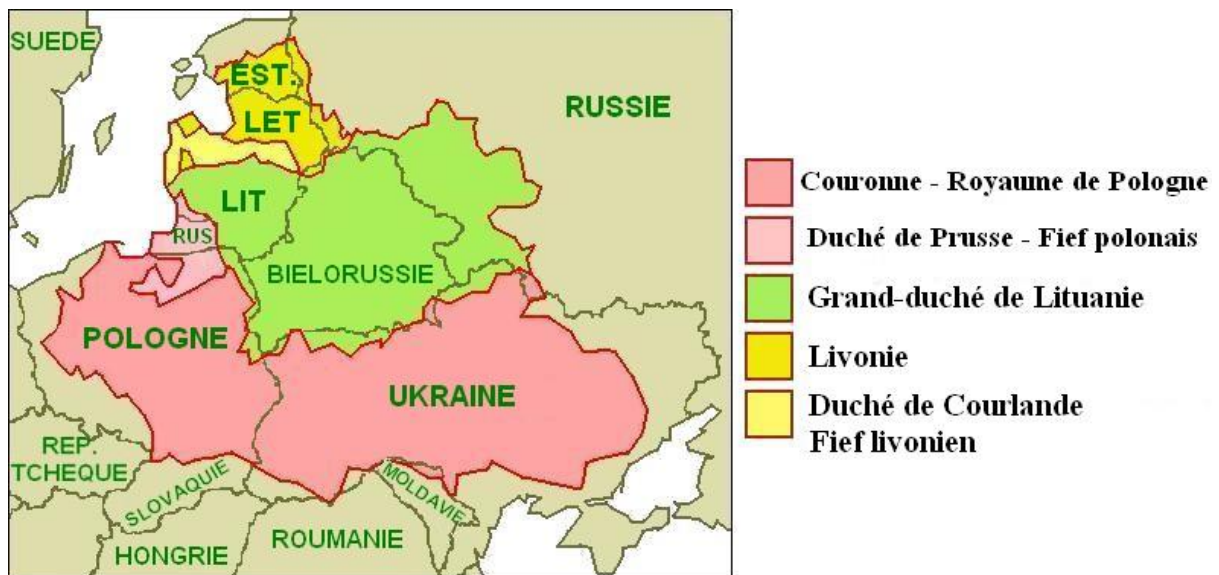 SUEDE
EST.
LET
RUSSIE
LIT
RUS
BIELORUSSIE
POLOGNE
UKRAINE
REP.
TCHEQUE
SLOVAQUIE
MOLDAVIE
HONGRIE
ROUMANIE
Couronne - Royaume de Pologne
Duché de Prusse - Fief polonais
Grand-duché de Lituanie
Livonie
Duché de Courlande
Fief livonien